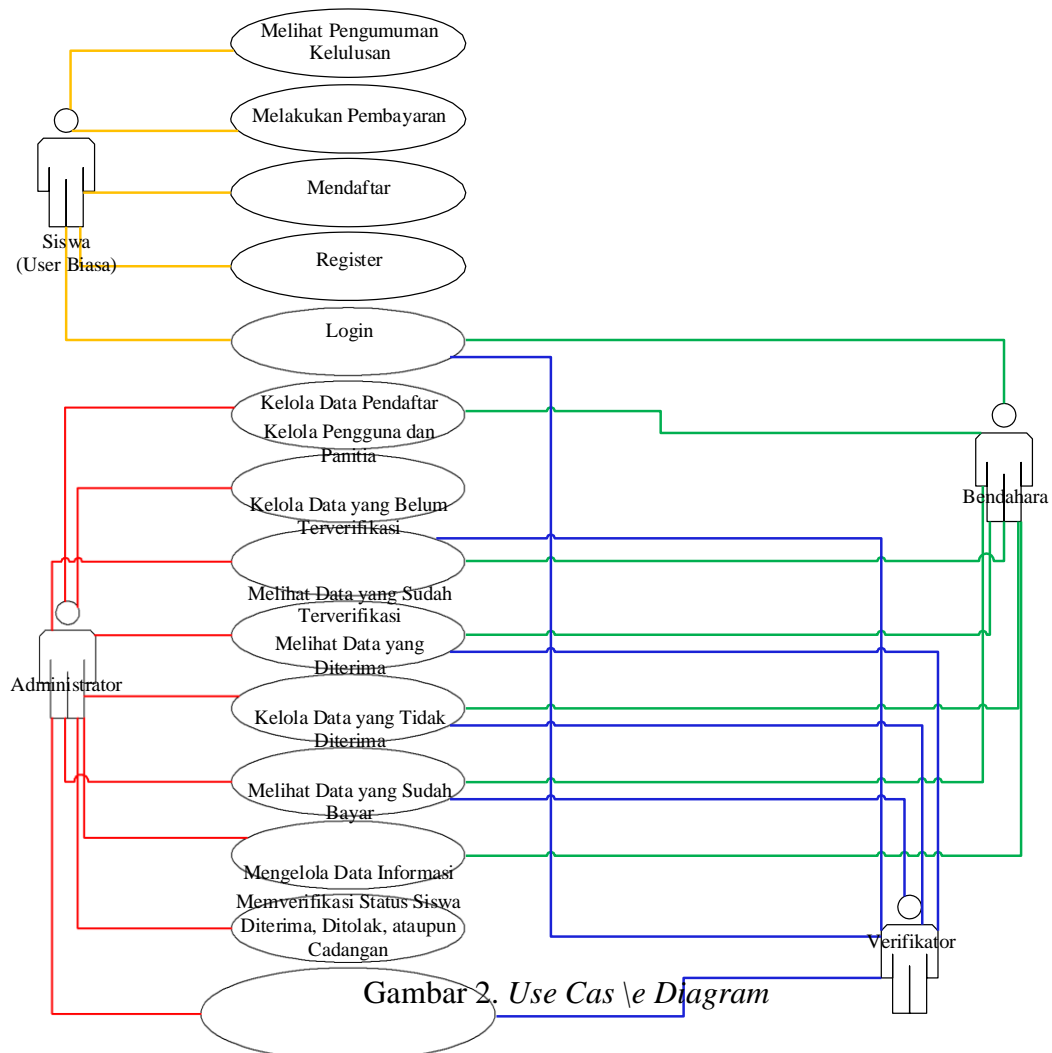 Melihat Pengumuman
Kelulusan
Melakukan Pembayaran
Mendaftar
Siswa
(User Biasa)
Register
Login
Kelola Data Pendaftar
Kelola Pengguna dan
Panitia
Bendahara
Kelola Data yang Belum
Terverifikasi
Melihat Data yang Sudah
Terverifikasi
Melihat Data yang
Diterima
Administrator
Kelola Data yang Tidak
Diterima
Melihat Data yang Sudah
Bayar
Mengelola Data Informasi
Memverifikasi Status Siswa
Diterima, Ditolak, ataupun
Cadangan
Verifikator
Gambar 2. Use Cas \e Diagram